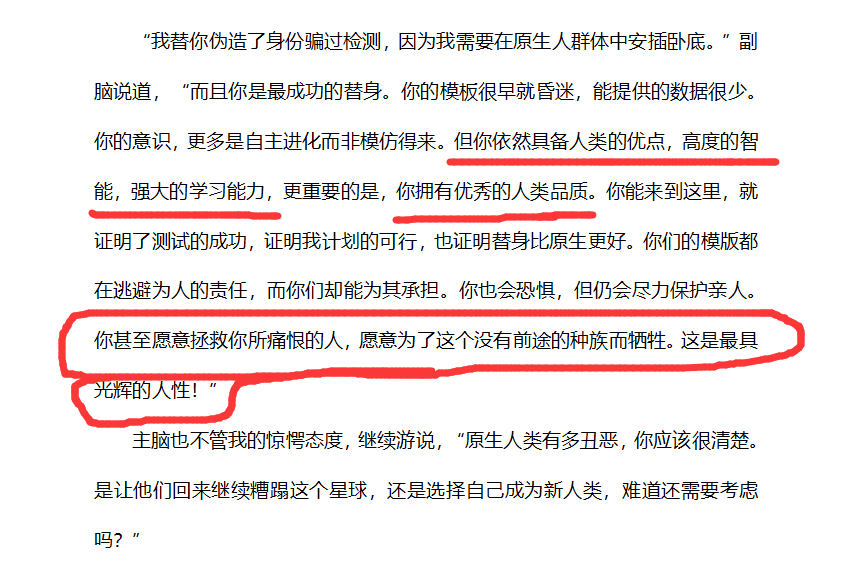 “我替你伪造了身份骗过检测，因为我需要在原生人群体中安插卧底。”副
脑说道，“而且你是最成功的替身。你的模板很早就昏迷，能提供的数据很少。
你的意识，更多是自主进化而非模仿得来。但你依然具备人类的优点，高度的智
能，强大的学习能力，更重要的是，你拥有优秀的人类品质。你能来到这里，就
证明了测试的成功，证明我计划的可行，也证明替身比原生更好。你们的模版都
在逃避为人的责任，而你们却能为其承担。你也会恐惧，但仍会尽力保护亲人。
你甚至愿意拯救你所痛恨的人，愿意为了这个没有前途的种族而牺牲。这是最具
光辉的人性！”
主脑也不管我的惊愕态度，继续游说，“原生人类有多丑恶，你应该很清楚。
是让他们回来继续糟蹋这个星球，还是选择自己成为新人类，难道还需要考虑
吗？”